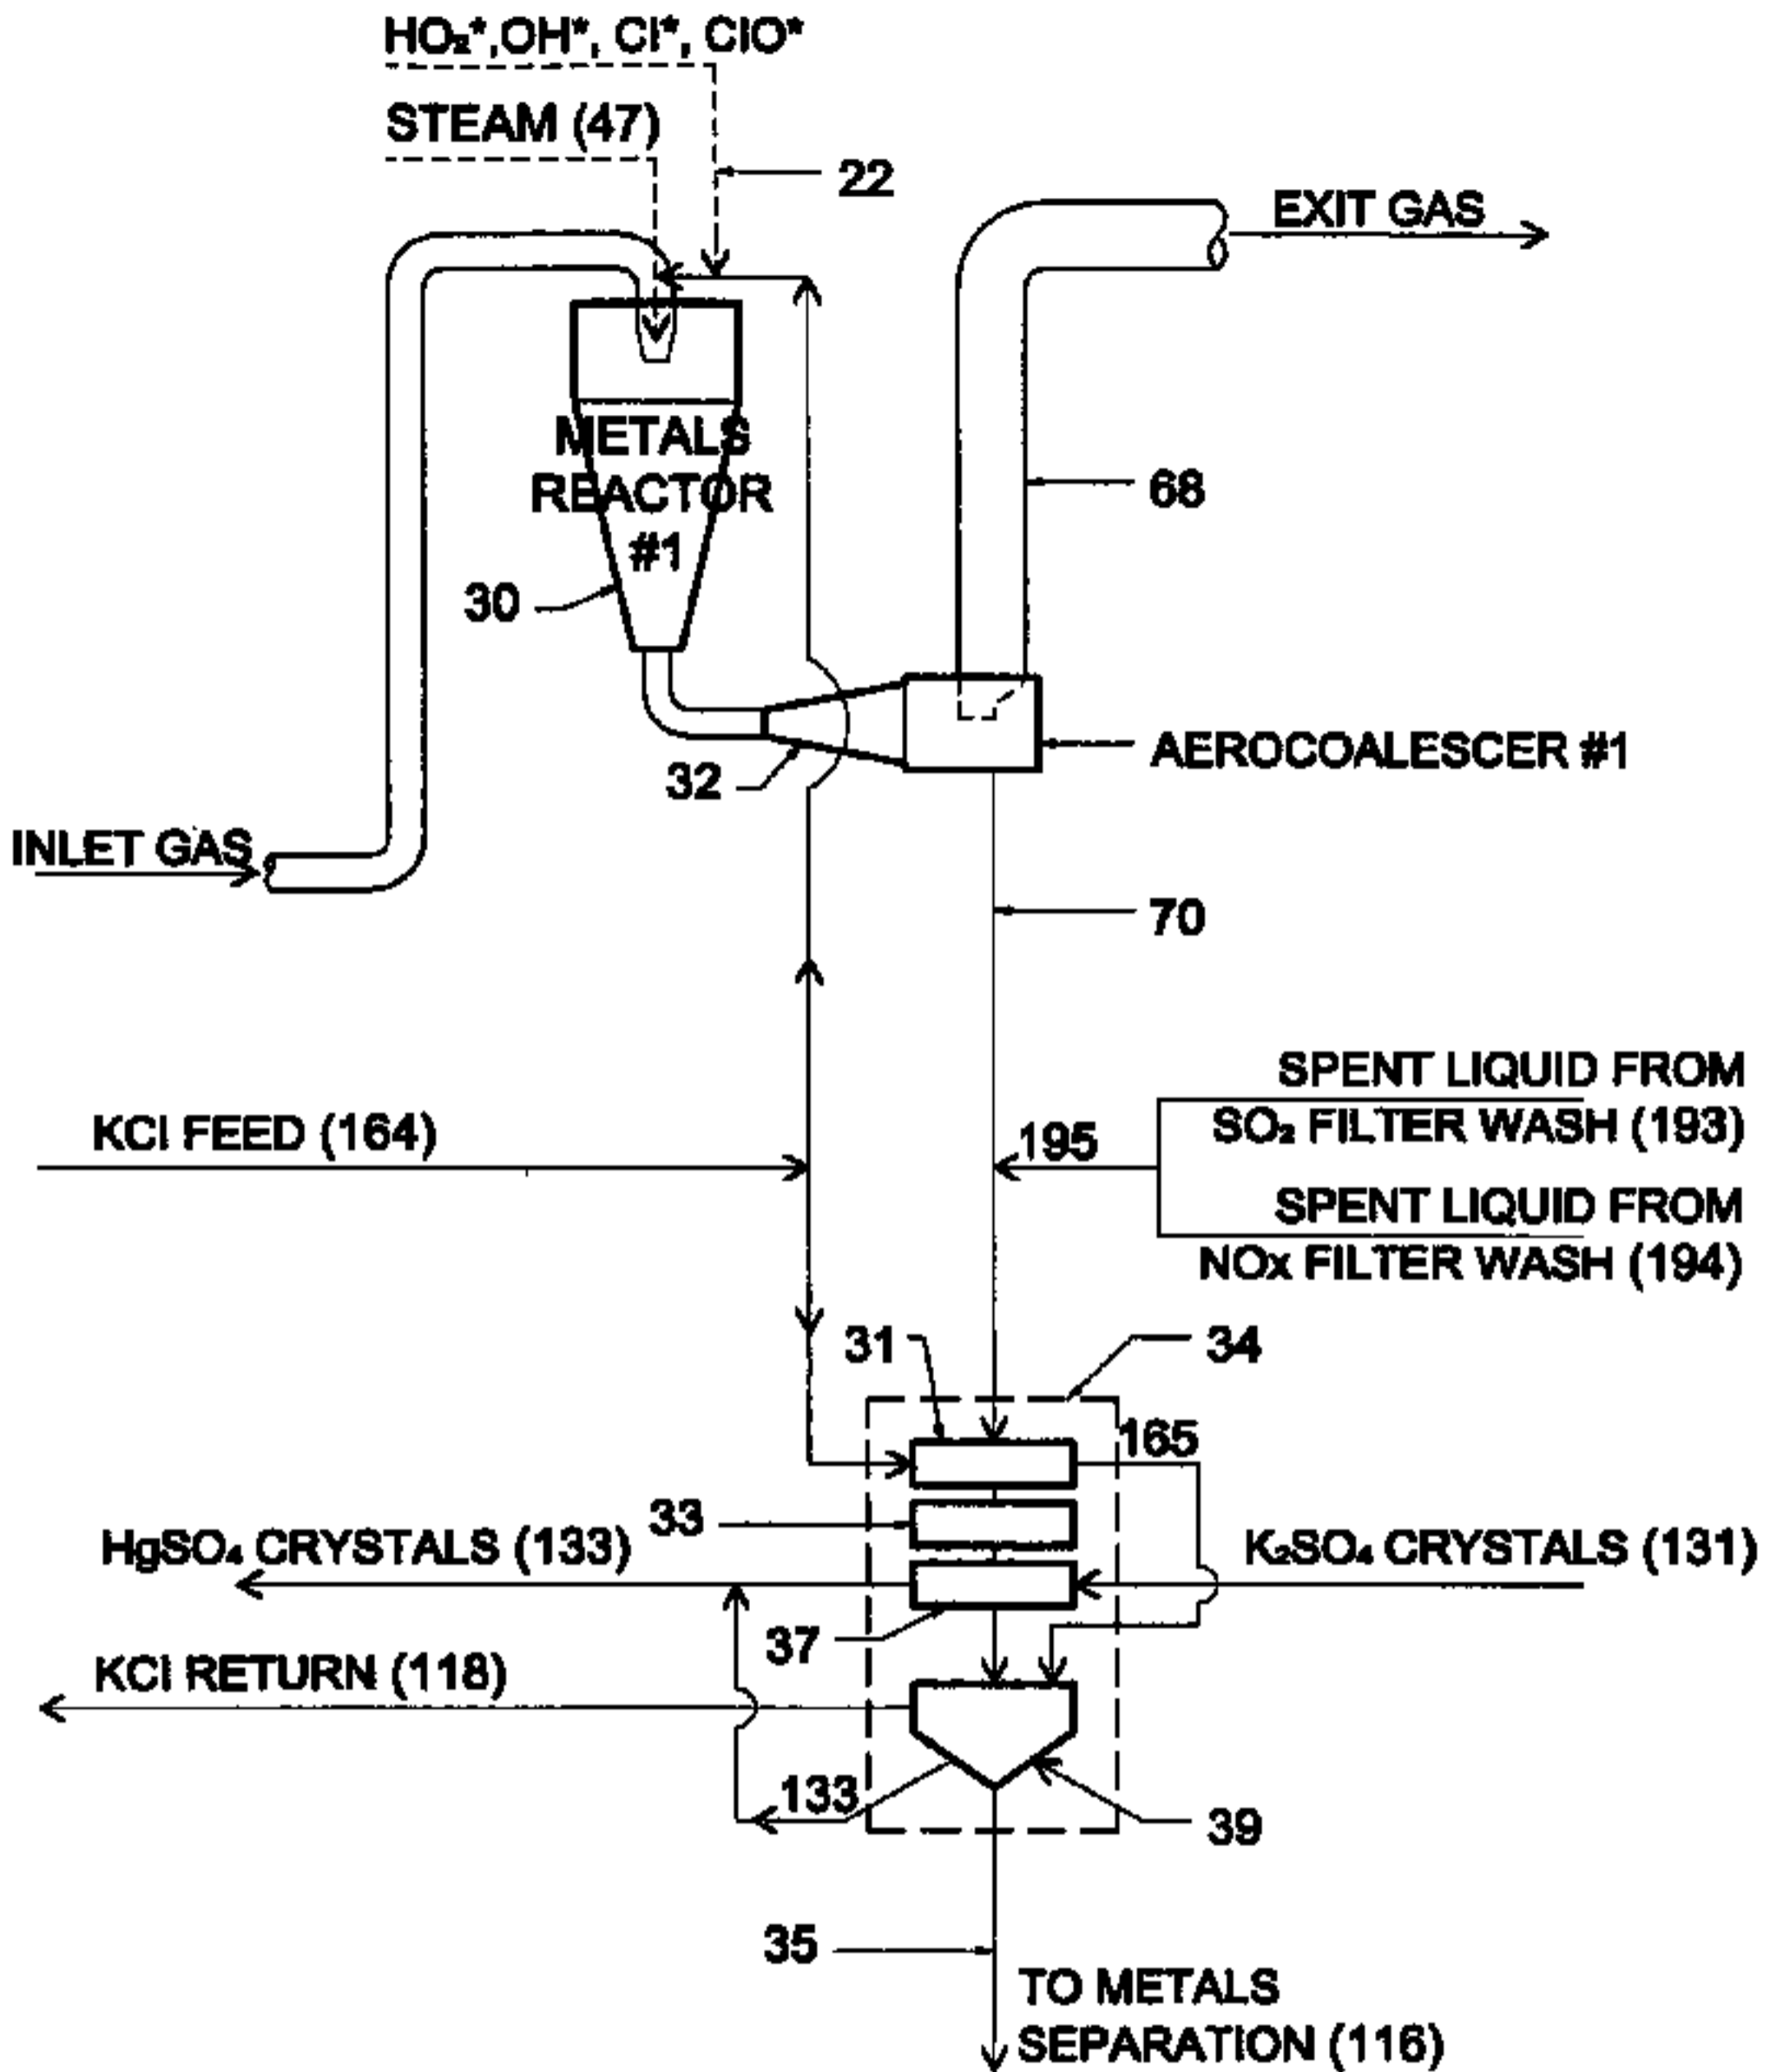 HO₂*,OH*, Cl*, ClO*
STEAM (47)
22
EXIT GAS
METALS
REACTOR
#1
68
30
32
AEROCOALESCER #1
INLET GAS
70
SPENT LIQUID FROM
SO₂ FILTER WASH (193)
KCl FEED (164)
195
SPENT LIQUID FROM
NOx FILTER WASH (194)
31
34
165
33
HgSO₄ CRYSTALS (133)
K₂SO₄ CRYSTALS (131)
37
KCl RETURN (118)
133
39
35
TO METALS
SEPARATION (116)